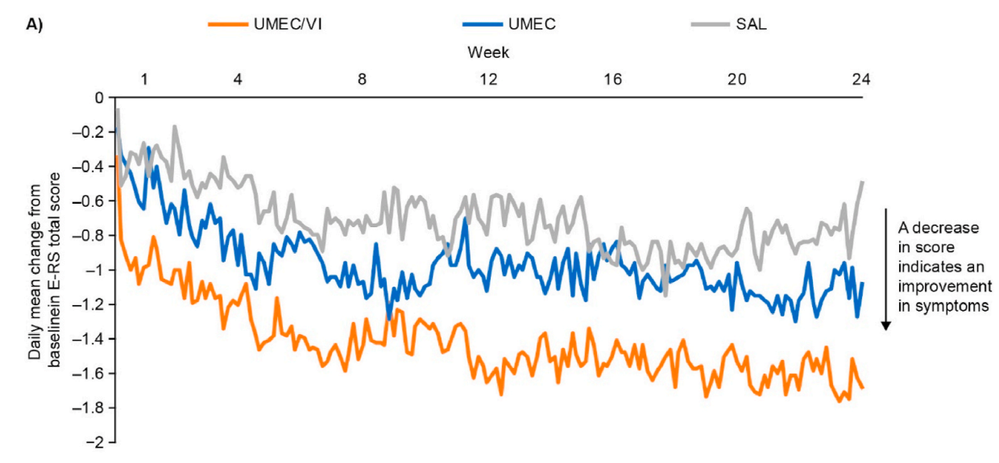 A)
UMEC/VI UMEC SAL
Week
1 4 8 12 16 20 24
0
–0.2
–0.4
–0.6
–0.8
–1
–1.2
–1.4
–1.6
–1.8
–2
Daily mean change from
baselinein E-RS total score
A decrease
in score
indicates an
improvement
in symptoms